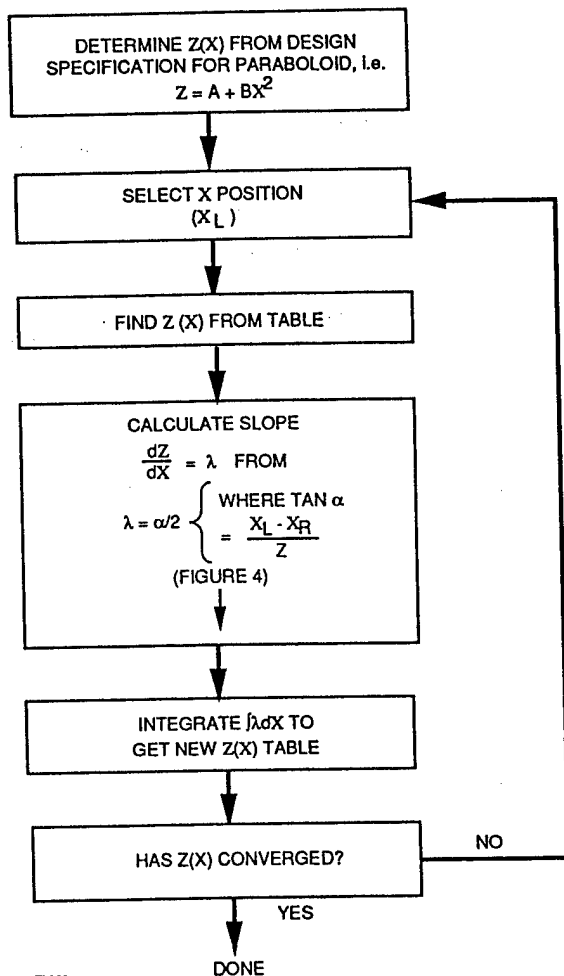 DETERMINE Z(X) FROM DESIGN
SPECIFICATION FOR PARABOLOID, i.e.
Z = A + BX²
SELECT X POSITION
(X_L)
FIND Z (X) FROM TABLE
CALCULATE SLOPE
dZ/dX = λ FROM
λ = α/2 { WHERE TAN α
= X_L - X_R / Z
(FIGURE 4)
INTEGRATE ∫λdX TO
GET NEW Z(X) TABLE
HAS Z(X) CONVERGED?
NO
YES
DONE